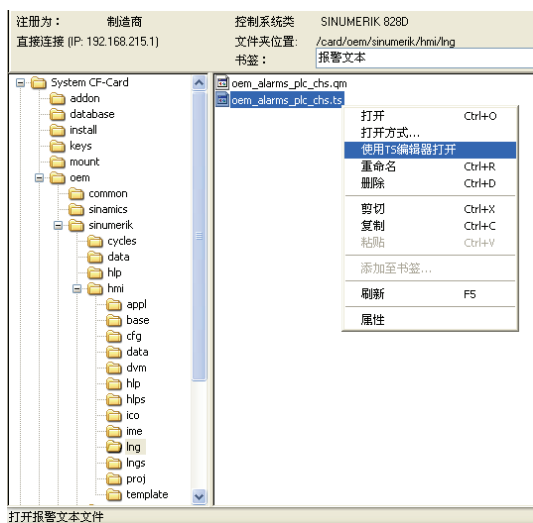 注册为： 制造商 控制系统类 SINUMERIK 828D
直接连接 (IP: 192.168.215.1) 文件夹位置: /card/oem/sinumerik/hmi/lng
书签： 报警文本
System CF-Card
addon
database
install
keys
mount
oem
common
sinamics
sinumerik
cycles
data
hlp
hmi
appl
base
cfg
data
dvm
hlp
hlps
ico
ime
lng
lngs
proj
template
oem_alarms_plc_chs.qm
oem_alarms_plc_chs.ts
打开 Ctrl+O
打开方式...
使用TS编辑器打开
重命名 Ctrl+R
删除 Ctrl+D
剪切 Ctrl+X
复制 Ctrl+C
粘贴 Ctrl+V
添加至书签...
刷新 F5
属性
打开报警文本文件